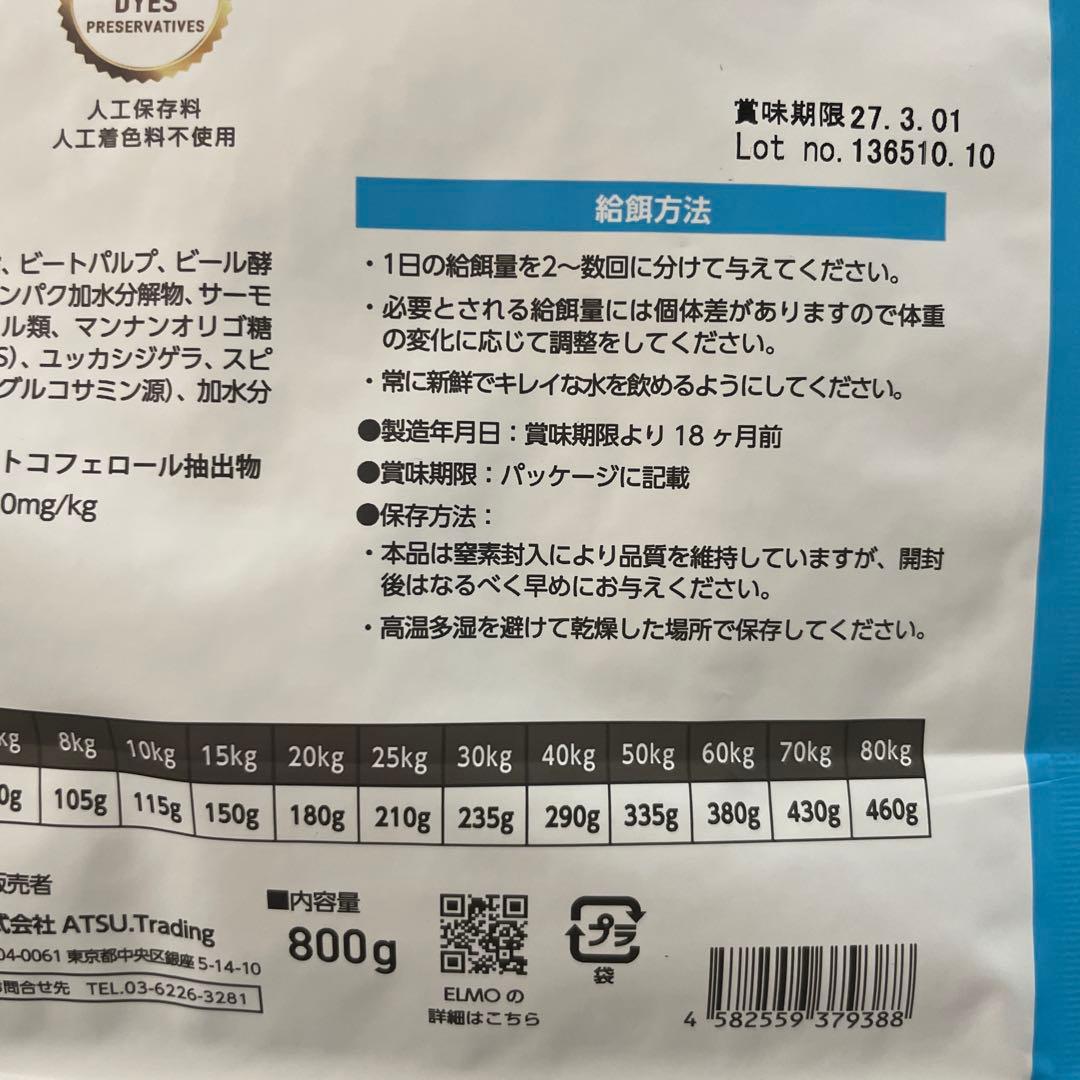 DYES
PRESERVATIVES
人工保存料
人工着色料不使用
賞味期限27.3.01
Lot no.136510.10
給餌方法
・1日の給餌量を2〜数回に分けて与えてください。
・必要とされる給餌量には個体差がありますので体重
の変化に応じて調整をしてください。
・常に新鮮でキレイな水を飲めるようにしてください。
●製造年月日：賞味期限より18ヶ月前
●賞味期限：パッケージに記載
●保存方法：
・本品は窒素封入により品質を維持していますが、開封
後はなるべく早めにお与えください。
・高温多湿を避けて乾燥した場所で保存してください。
、ビートパルプ、ビール酵
ンパク加水分解物、サーモ
ル類、マンナンオリゴ糖
S)、ユッカシジゲラ、スピ
グルコサミン源)、加水分
トコフェロール抽出物
0mg/kg
kg 8kg 10kg 15kg 20kg 25kg 30kg 40kg 50kg 60kg 70kg 80kg
0g 105g 115g 150g 180g 210g 235g 290g 335g 380g 430g 460g
販売者
式会社 ATSU.Trading
04-0061 東京都中央区銀座5-14-10
問合せ先 TEL.03-6226-3281
■内容量
800g
ELMOの
詳細はこちら
プラ
袋
4 582559 379388